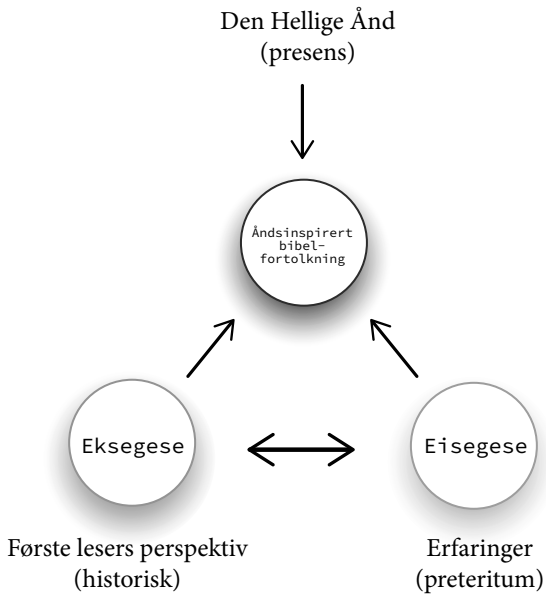 Den Hellige Ånd
(presens)
Åndsinspirert
bibel-
fortolkning
Eksegese
Eisegese
Første lesers perspektiv
(historisk)
Erfaringer
(preteritum)